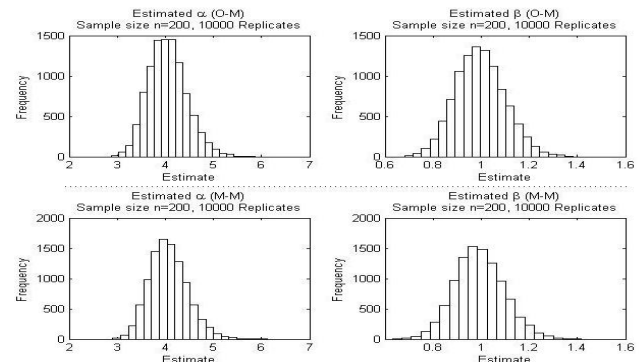 Estimated α (O-M)
Sample size n=200, 10000 Replicates
1500
1000
500
0
Frequency
2 3 4 5 6 7
Estimate
Estimated β (O-M)
Sample size n=200, 10000 Replicates
1500
1000
500
0
Frequency
0.6 0.8 1 1.2 1.4 1.6
Estimate
Estimated α (M-M)
Sample size n=200, 10000 Replicates
2000
1500
1000
500
0
Frequency
2 3 4 5 6 7
Estimate
Estimated β (M-M)
Sample size n=200, 10000 Replicates
2000
1500
1000
500
0
Frequency
0.8 1 1.2 1.4 1.6
Estimate